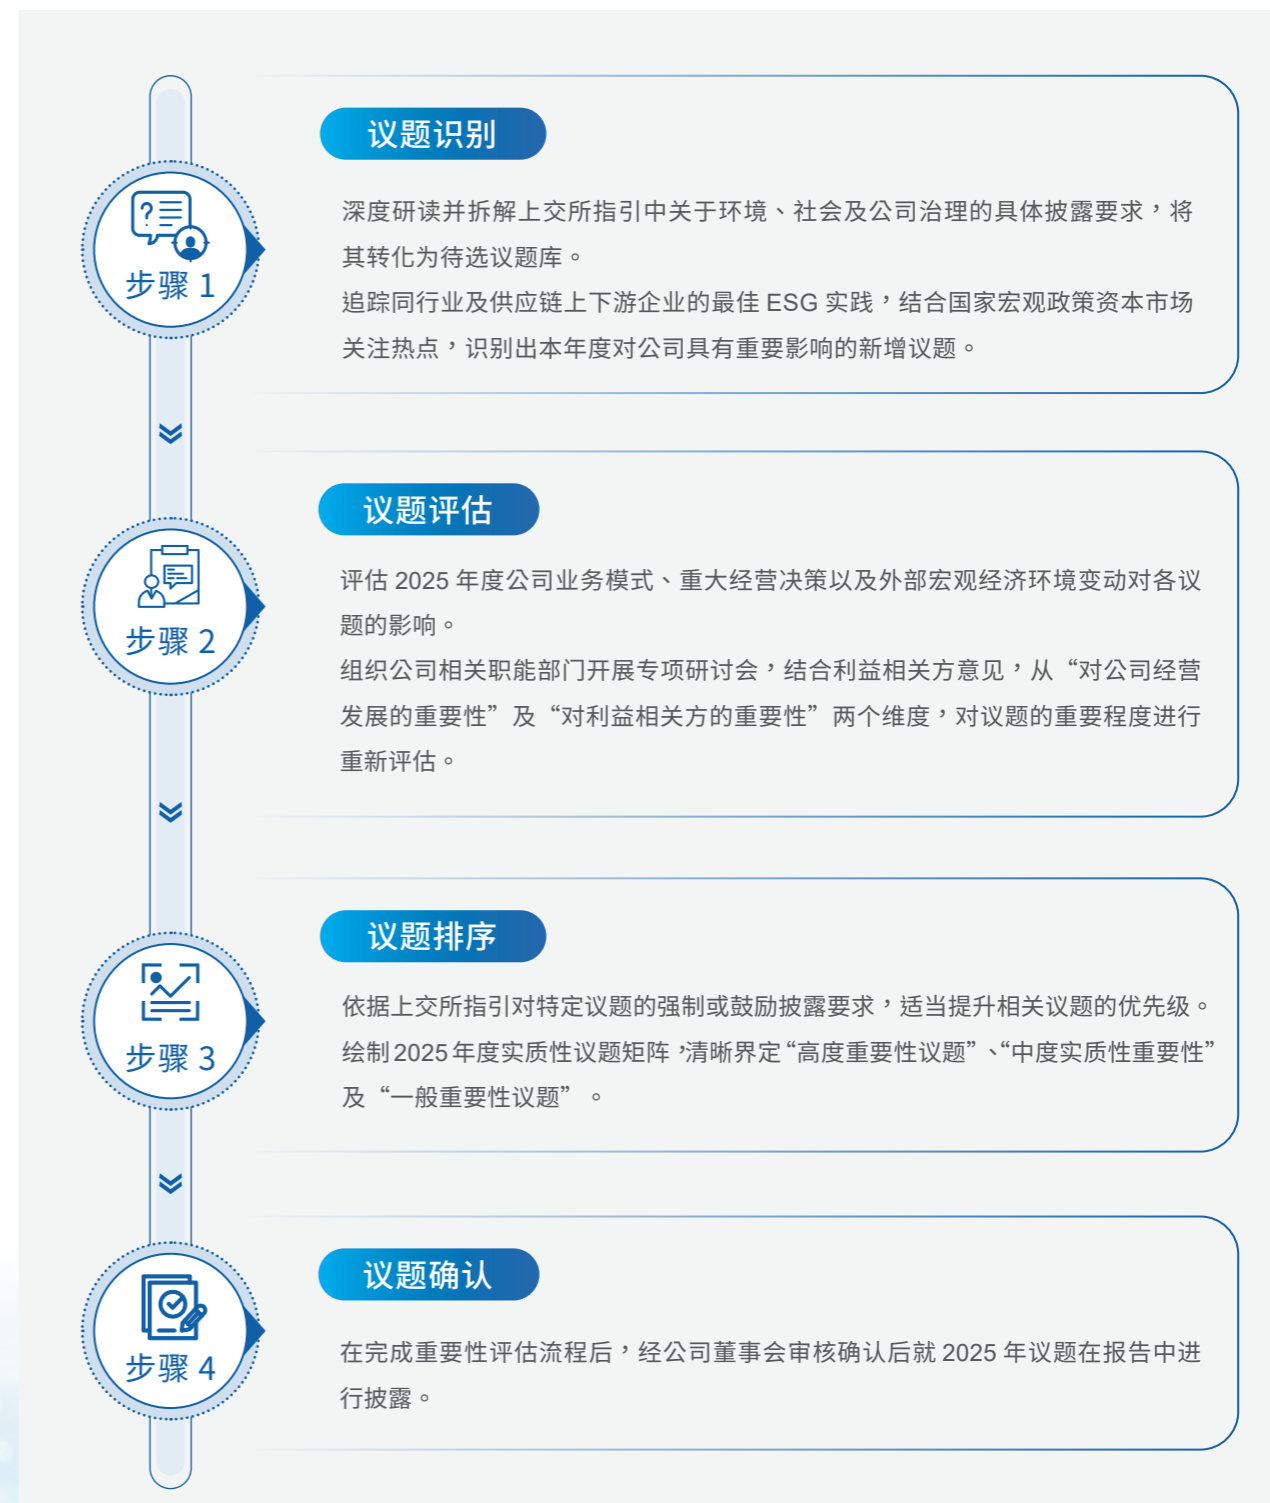 议题识别
深度研读并拆解上交所指引中关于环境、社会及公司治理的具体披露要求，将
其转化为待选议题库。
追踪同行业及供应链上下游企业的最佳 ESG 实践，结合国家宏观政策资本市场
关注热点，识别出本年度对公司具有重要影响的新增议题。
步骤 1
议题评估
评估 2025 年度公司业务模式、重大经营决策以及外部宏观经济环境变动对各议
题的影响。
组织公司相关职能部门开展专项研讨会，结合利益相关方意见，从“对公司经营
发展的重要性”及“对利益相关方的重要性”两个维度，对议题的重要程度进行
重新评估。
步骤 2
议题排序
依据上交所指引对特定议题的强制或鼓励披露要求，适当提升相关议题的优先级。
绘制 2025 年度实质性议题矩阵，清晰界定“高度重要性议题”、“中度实质性重要性”
及“一般重要性议题”。
步骤 3
议题确认
在完成重要性评估流程后，经公司董事会审核确认后就 2025 年议题在报告中进
行披露。
步骤 4